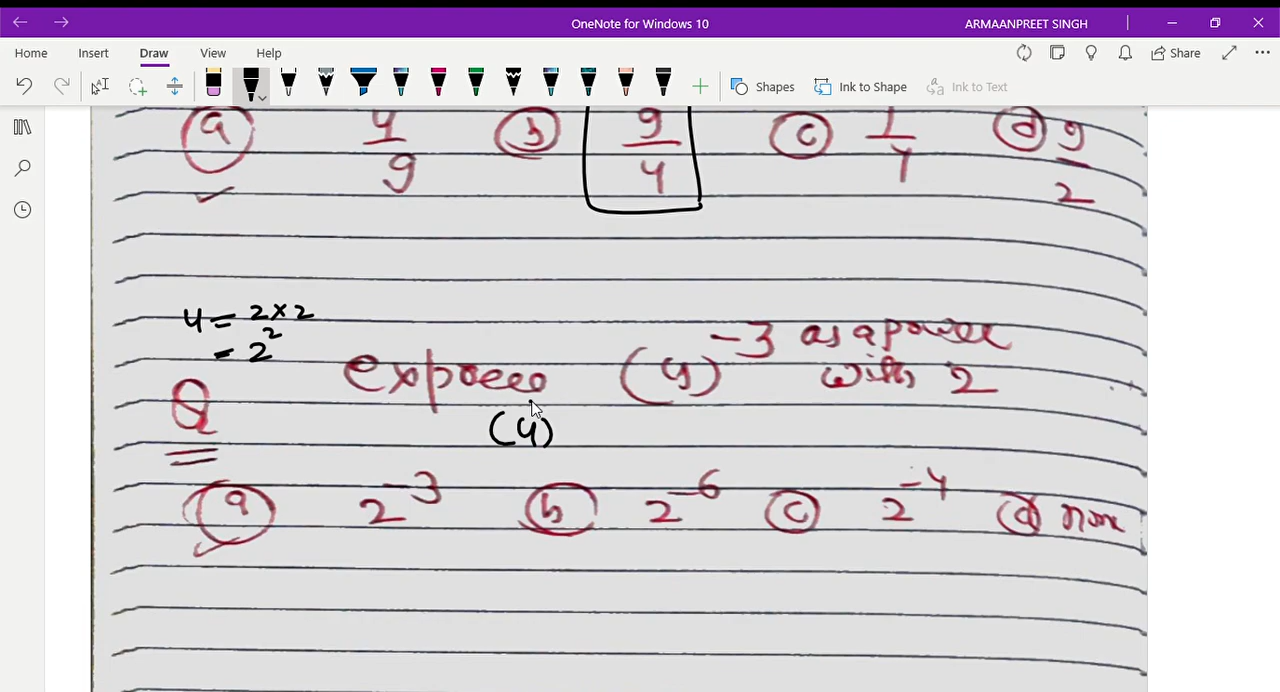 OneNote for Windows 10
ARMAANPREET SINGH
Home Insert Draw View Help
Share
Shapes Ink to Shape Ink to Text
a 4/9 b 9/4 c 1/4 d 9/2
4 = 2 × 2
= 2²
Q express (4)⁻³ as a power
with 2
(4)
a 2⁻³ b 2⁻⁶ c 2⁻⁴ d none